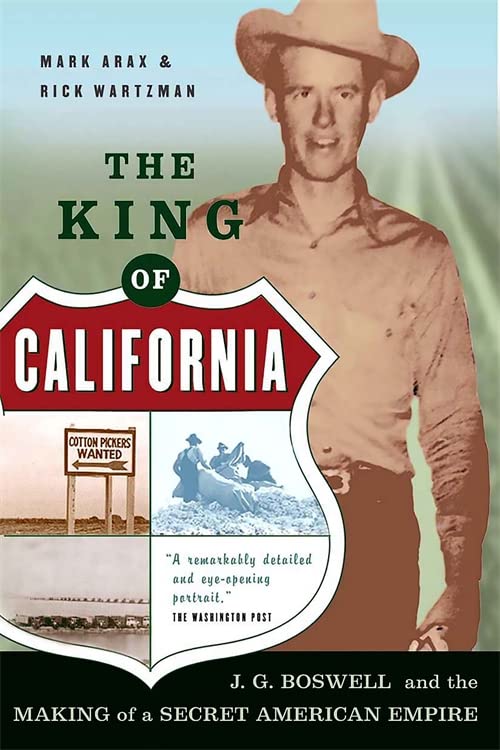 MARK ARAX &
RICK WARTZMAN
THE
KING
OF
CALIFORNIA
COTTON PICKERS
WANTED
"A remarkably detailed
and eye-opening
portrait."
THE WASHINGTON POST
J. G. BOSWELL and the
MAKING of a SECRET AMERICAN EMPIRE